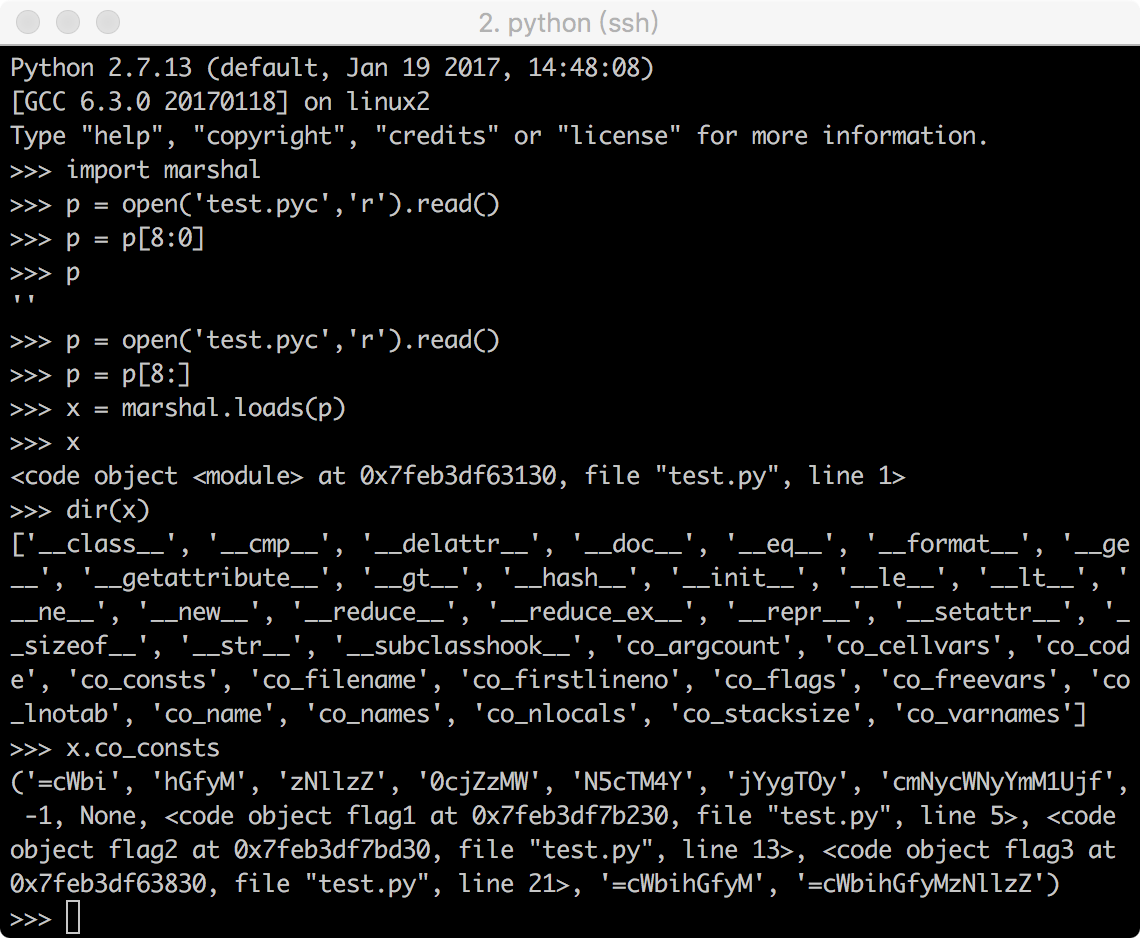 2. python (ssh)
Python 2.7.13 (default, Jan 19 2017, 14:48:08)
[GCC 6.3.0 20170118] on linux2
Type "help", "copyright", "credits" or "license" for more information.
>>> import marshal
>>> p = open('test.pyc','r').read()
>>> p = p[8:0]
>>> p
''
>>> p = open('test.pyc','r').read()
>>> p = p[8:]
>>> x = marshal.loads(p)
>>> x
<code object <module> at 0x7feb3df63130, file "test.py", line 1>
>>> dir(x)
['__class__', '__cmp__', '__delattr__', '__doc__', '__eq__', '__format__', '__ge
__', '__getattribute__', '__gt__', '__hash__', '__init__', '__le__', '__lt__', '
__ne__', '__new__', '__reduce__', '__reduce_ex__', '__repr__', '__setattr__', '_
_sizeof__', '__str__', '__subclasshook__', 'co_argcount', 'co_cellvars', 'co_cod
e', 'co_consts', 'co_filename', 'co_firstlineno', 'co_flags', 'co_freevars', 'co
_lnotab', 'co_name', 'co_names', 'co_nlocals', 'co_stacksize', 'co_varnames']
>>> x.co_consts
('=cWbi', 'hGfyM', 'zNllzZ', '0cjZzMW', 'N5cTM4Y', 'jYygTOy', 'cmNycWNyYmM1Ujf',
 -1, None, <code object flag1 at 0x7feb3df7b230, file "test.py", line 5>, <code
object flag2 at 0x7feb3df7bd30, file "test.py", line 13>, <code object flag3 at
0x7feb3df63830, file "test.py", line 21>, '=cWbihGfyM', '=cWbihGfyMzNllzZ')
>>>